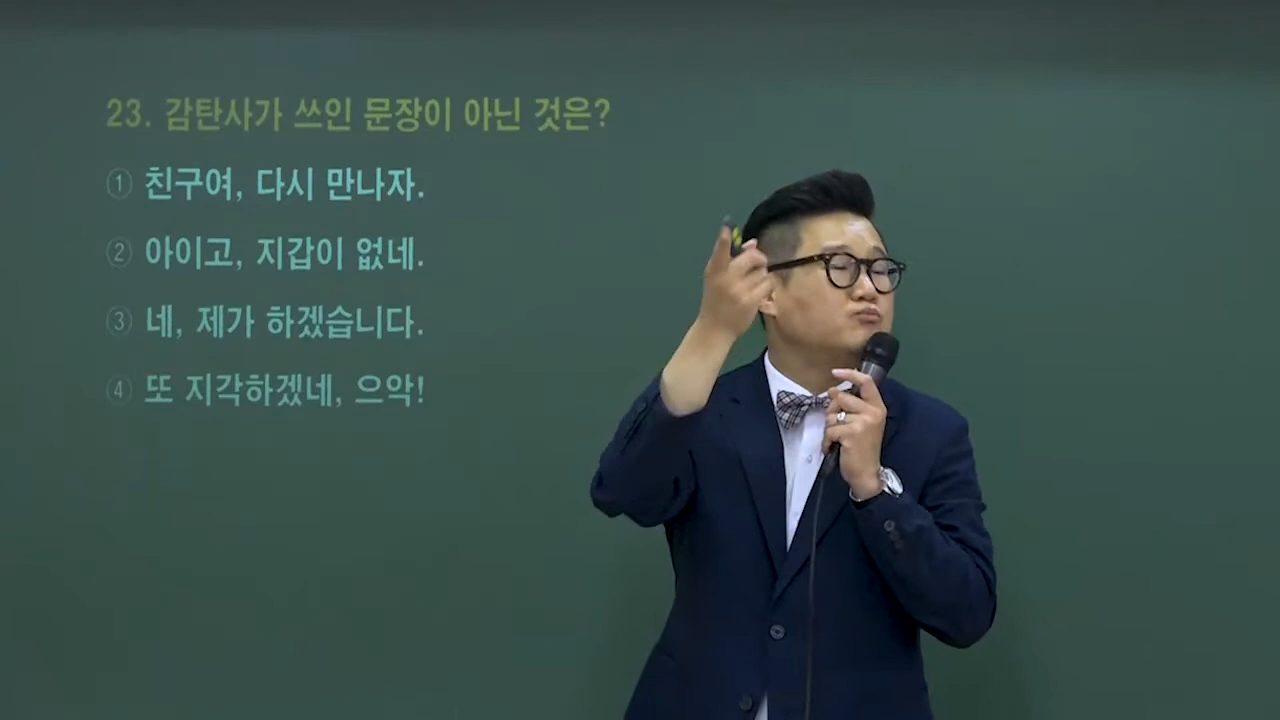 23. 감탄사가 쓰인 문장이 아닌 것은?
① 친구여, 다시 만나자.
② 아이고, 지갑이 없네.
③ 네, 제가 하겠습니다.
④ 또 지각하겠네, 으악!